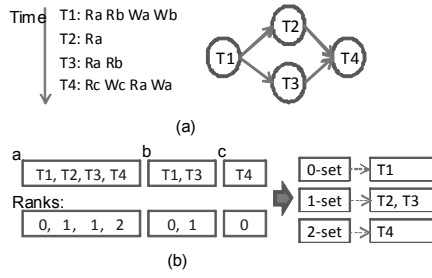 Time
T1: Ra Rb Wa Wb
T2: Ra
T3: Ra Rb
T4: Rc Wc Ra Wa
T1
T2
T3
T4
(a)
a
b
c
T1, T2, T3, T4
T1, T3
T4
Ranks:
0, 1, 1, 2
0, 1
0
0-set
T1
1-set
T2, T3
2-set
T4
(b)